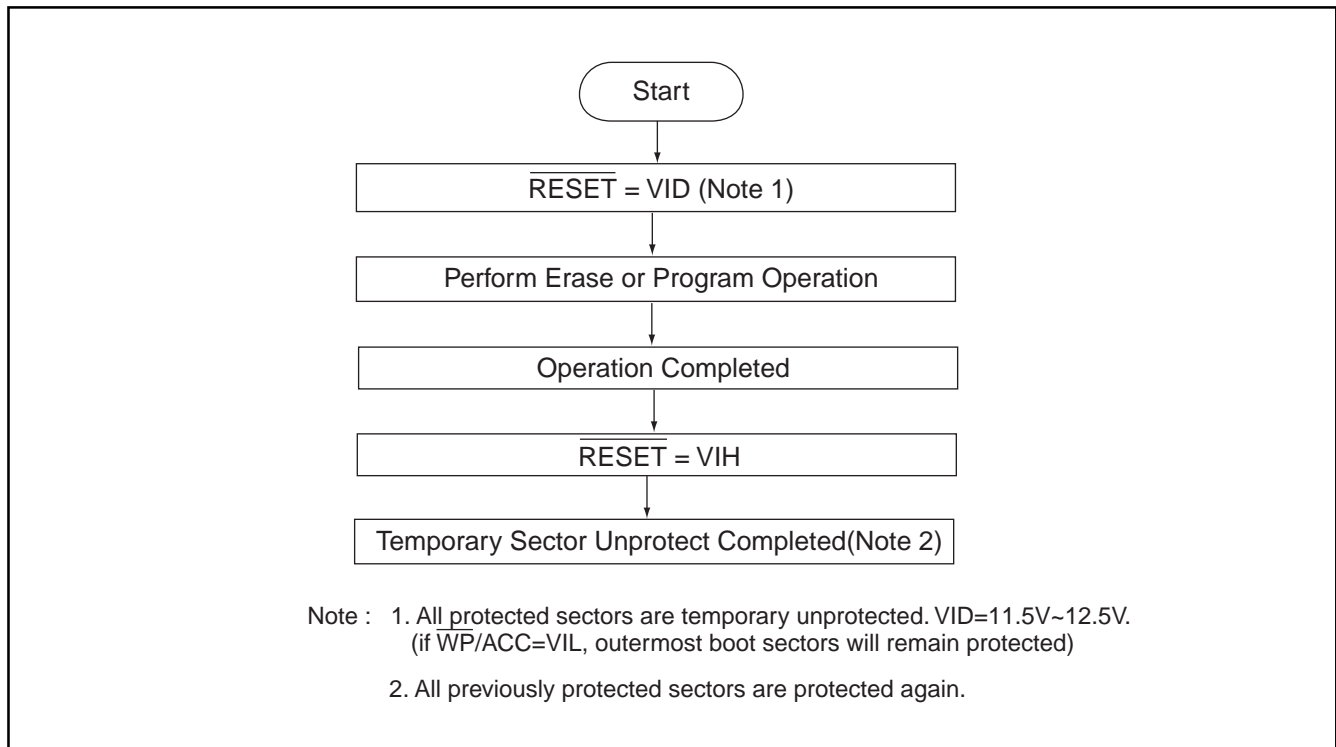 Start
RESET = VID (Note 1)
Perform Erase or Program Operation
Operation Completed
RESET = VIH
Temporary Sector Unprotect Completed(Note 2)
Note : 1. All protected sectors are temporary unprotected. VID=11.5V~12.5V.
(if WP/ACC=VIL, outermost boot sectors will remain protected)
2. All previously protected sectors are protected again.